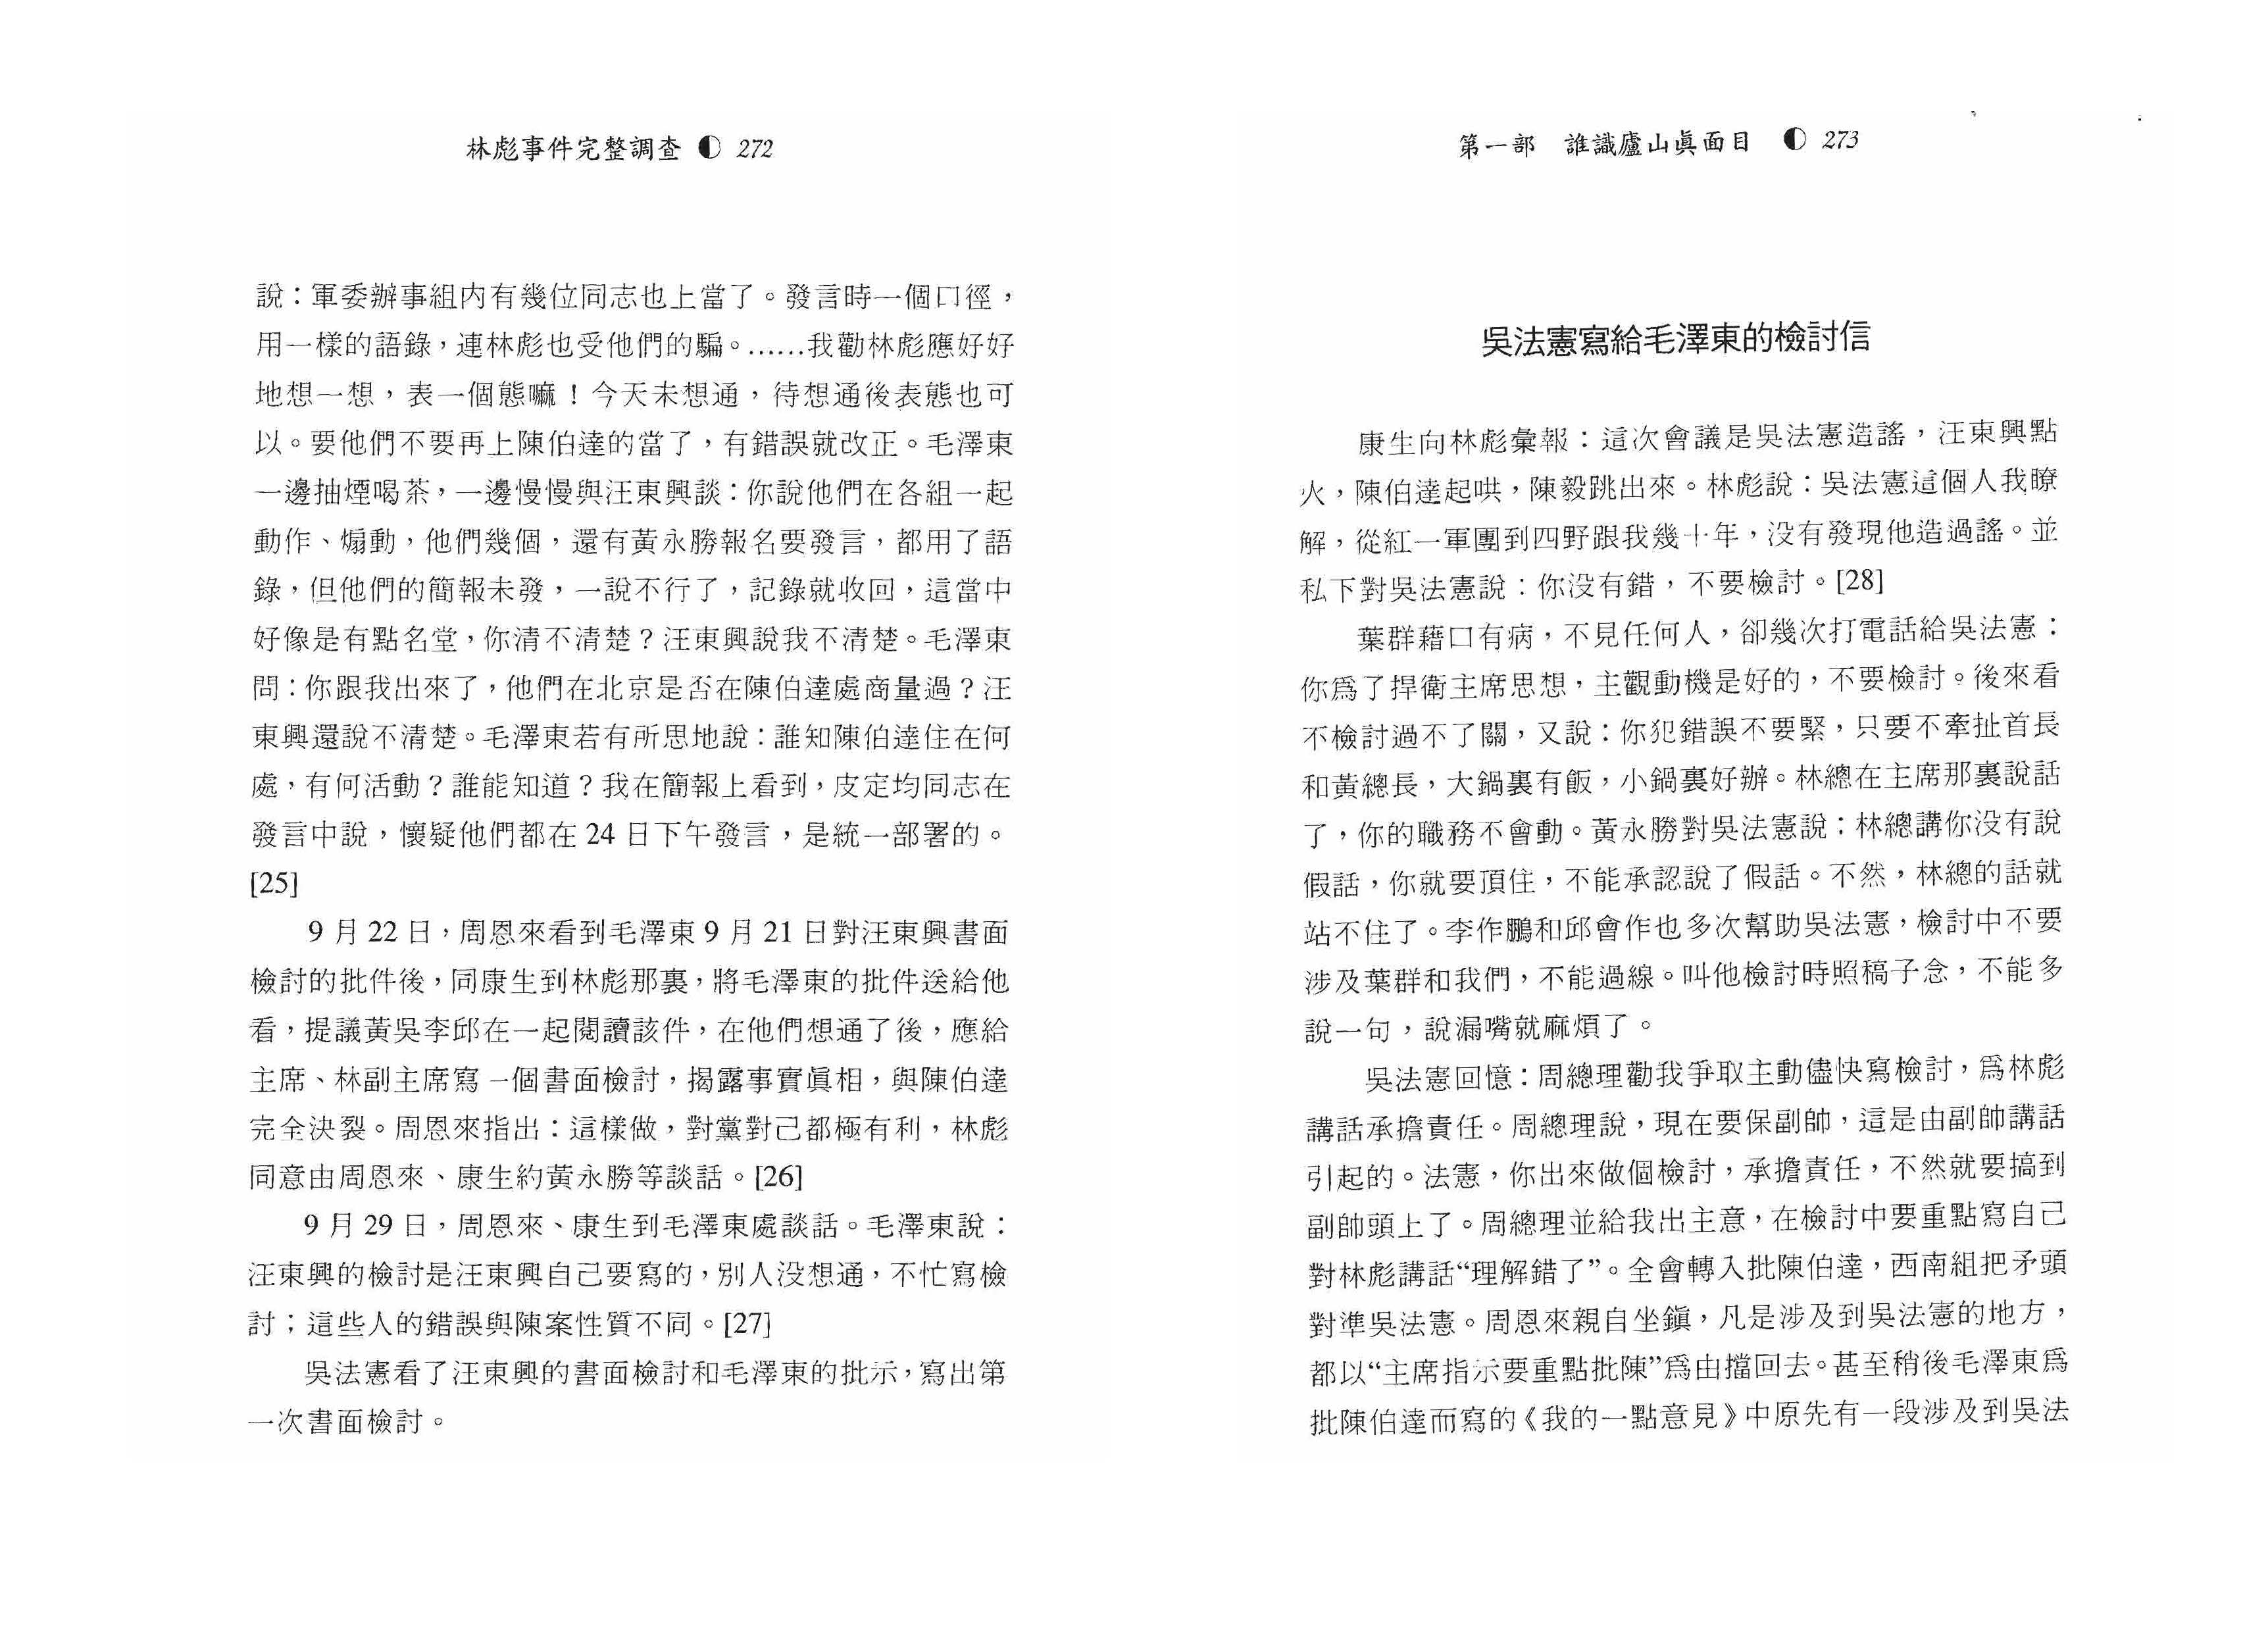 林彪事件完整調查 ◐ 272
說：軍委辦事組内有幾位同志也上當了。發言時一個口徑，
用一樣的語錄，連林彪也受他們的騙。……我勸林彪應好好
地想一想，表一個態嘛！今天未想通，待想通後表態也可
以。要他們不要再上陳伯達的當了，有錯誤就改正。毛澤東
一邊抽煙喝茶，一邊慢慢與汪東興談：你說他們在各組一起
動作、煽動，他們幾個，還有黃永勝報名要發言，都用了語
錄，但他們的簡報未發，一說不行了，記錄就收回，這當中
好像是有點名堂，你清不清楚？汪東興說我不清楚。毛澤東
問：你跟我出來了，他們在北京是否在陳伯達處商量過？汪
東興還說不清楚。毛澤東若有所思地說：誰知陳伯達住在何
處，有何活動？誰能知道？我在簡報上看到，皮定均同志在
發言中說，懷疑他們都在 24 日下午發言，是統一部署的。
[25]
9 月 22 日，周恩來看到毛澤東 9 月 21 日對汪東興書面
檢討的批件後，同康生到林彪那裏，將毛澤東的批件送給他
看，提議黃吳李邱在一起閱讀該件，在他們想通了後，應給
主席、林副主席寫一個書面檢討，揭露事實眞相，與陳伯達
完全決裂。周恩來指出：這樣做，對黨對己都極有利，林彪
同意由周恩來、康生約黃永勝等談話。[26]
9 月 29 日，周恩來、康生到毛澤東處談話。毛澤東說：
汪東興的檢討是汪東興自己要寫的，別人没想通，不忙寫檢
討；這些人的錯誤與陳案性質不同。[27]
吳法憲看了汪東興的書面檢討和毛澤東的批示，寫出第
一次書面檢討。
第一部 誰識廬山眞面目 ◐ 273
吳法憲寫給毛澤東的檢討信
康生向林彪彙報：這次會議是吳法憲造謠，汪東興點
火，陳伯達起哄，陳毅跳出來。林彪說：吳法憲這個人我瞭
解，從紅一軍團到四野跟我幾十年，没有發現他造過謠。並
私下對吳法憲說：你没有錯，不要檢討。[28]
葉群藉口有病，不見任何人，卻幾次打電話給吳法憲：
你爲了捍衛主席思想，主觀動機是好的，不要檢討。後來看
不檢討過不了關，又說：你犯錯誤不要緊，只要不牽扯首長
和黃總長，大鍋裏有飯，小鍋裏好辦。林總在主席那裏說話
了，你的職務不會動。黃永勝對吳法憲說：林總講你没有說
假話，你就要頂住，不能承認說了假話。不然，林總的話就
站不住了。李作鵬和邱會作也多次幫助吳法憲，檢討中不要
涉及葉群和我們，不能過線。叫他檢討時照稿子念，不能多
說一句，說漏嘴就麻煩了。
吳法憲回憶：周總理勸我爭取主動儘快寫檢討，爲林彪
講話承擔責任。周總理說，現在要保副帥，這是由副帥講話
引起的。法憲，你出來做個檢討，承擔責任，不然就要搞到
副帥頭上了。周總理並給我出主意，在檢討中要重點寫自己
對林彪講話“理解錯了”。全會轉入批陳伯達，西南組把矛頭
對準吳法憲。周恩來親自坐鎭，凡是涉及到吳法憲的地方，
都以“主席指示要重點批陳”爲由擋回去。甚至稍後毛澤東爲
批陳伯達而寫的《我的一點意見》中原先有一段涉及到吳法